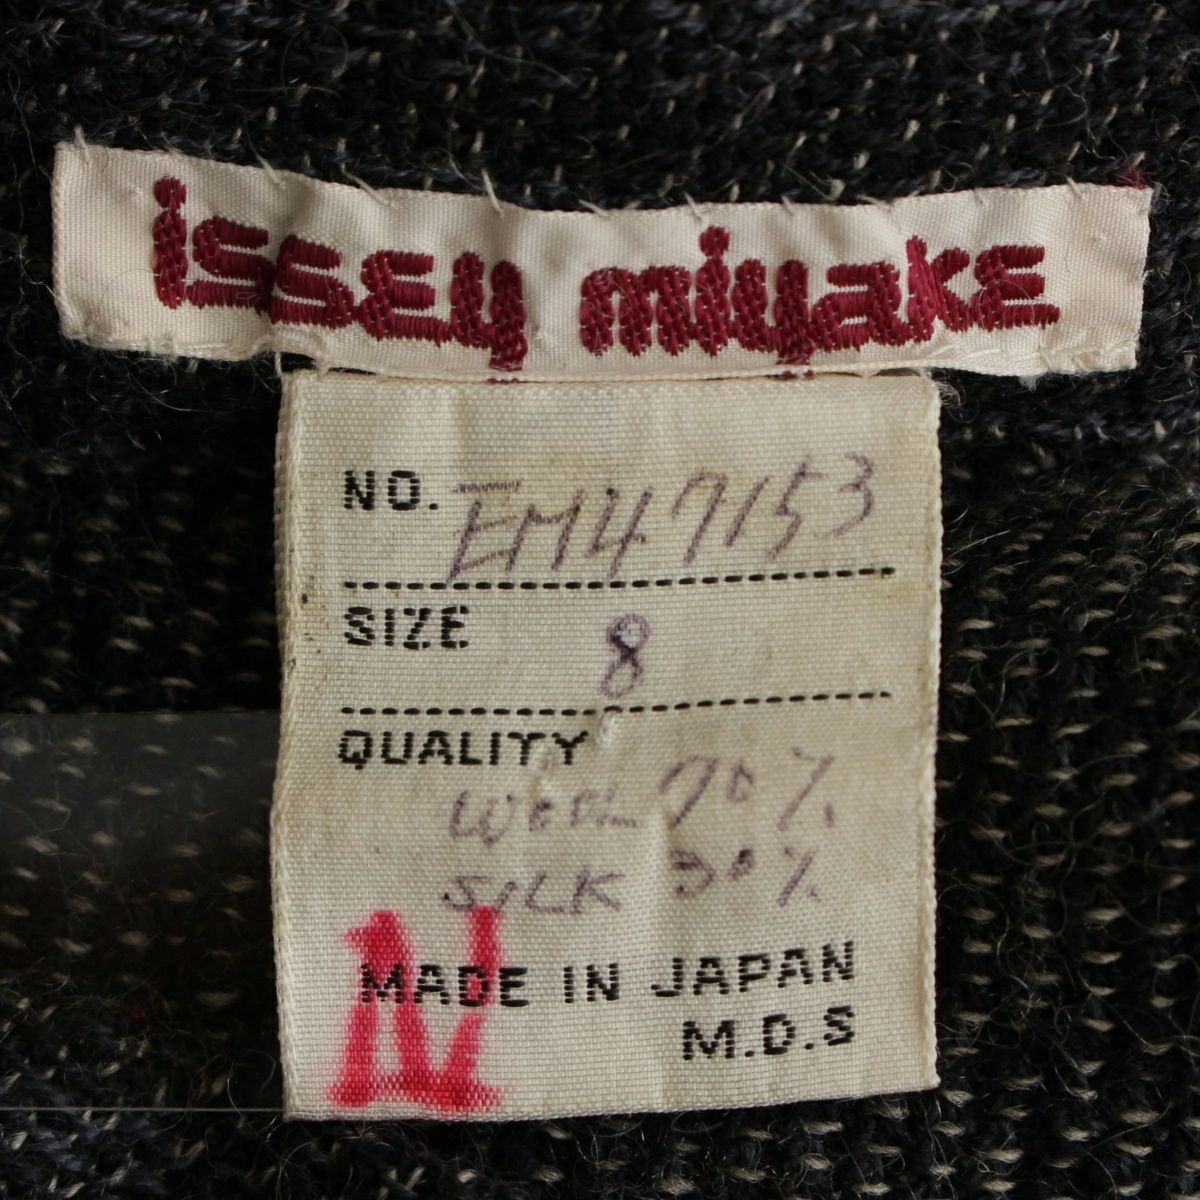 issey miyake
NO. EM47153
SIZE 8
QUALITY
WOOL 70%
SILK 30%
N
MADE IN JAPAN
M.D.S